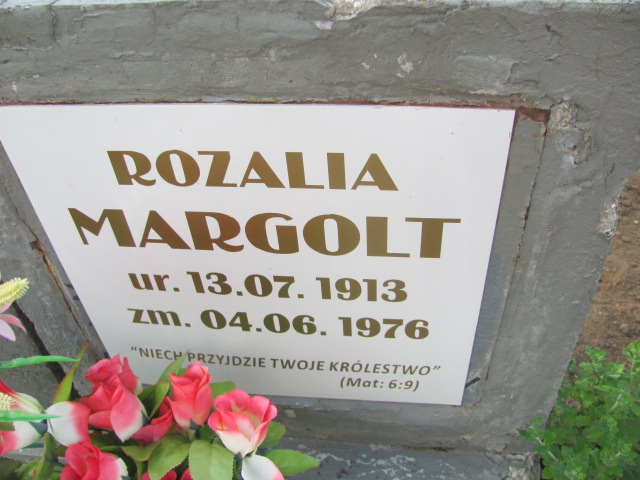 ROZALIA
MARGOLT
ur. 13.07. 1913
zm. 04.06. 1976
"NIECH PRZYJDZIE TWOJE KRÓLESTWO"
(Mat: 6:9)